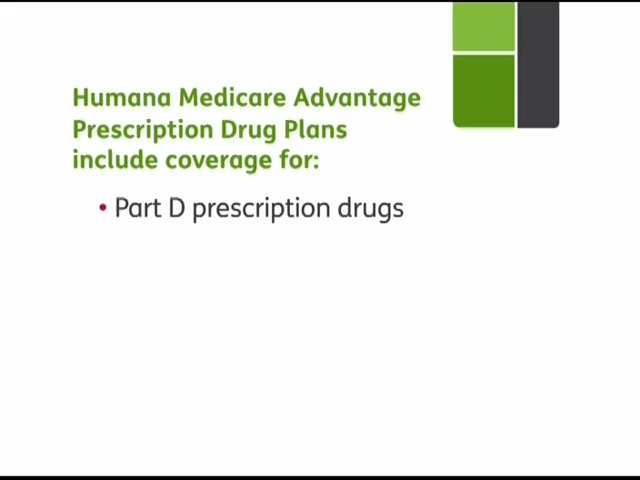 Humana Medicare Advantage
Prescription Drug Plans
include coverage for:
• Part D prescription drugs